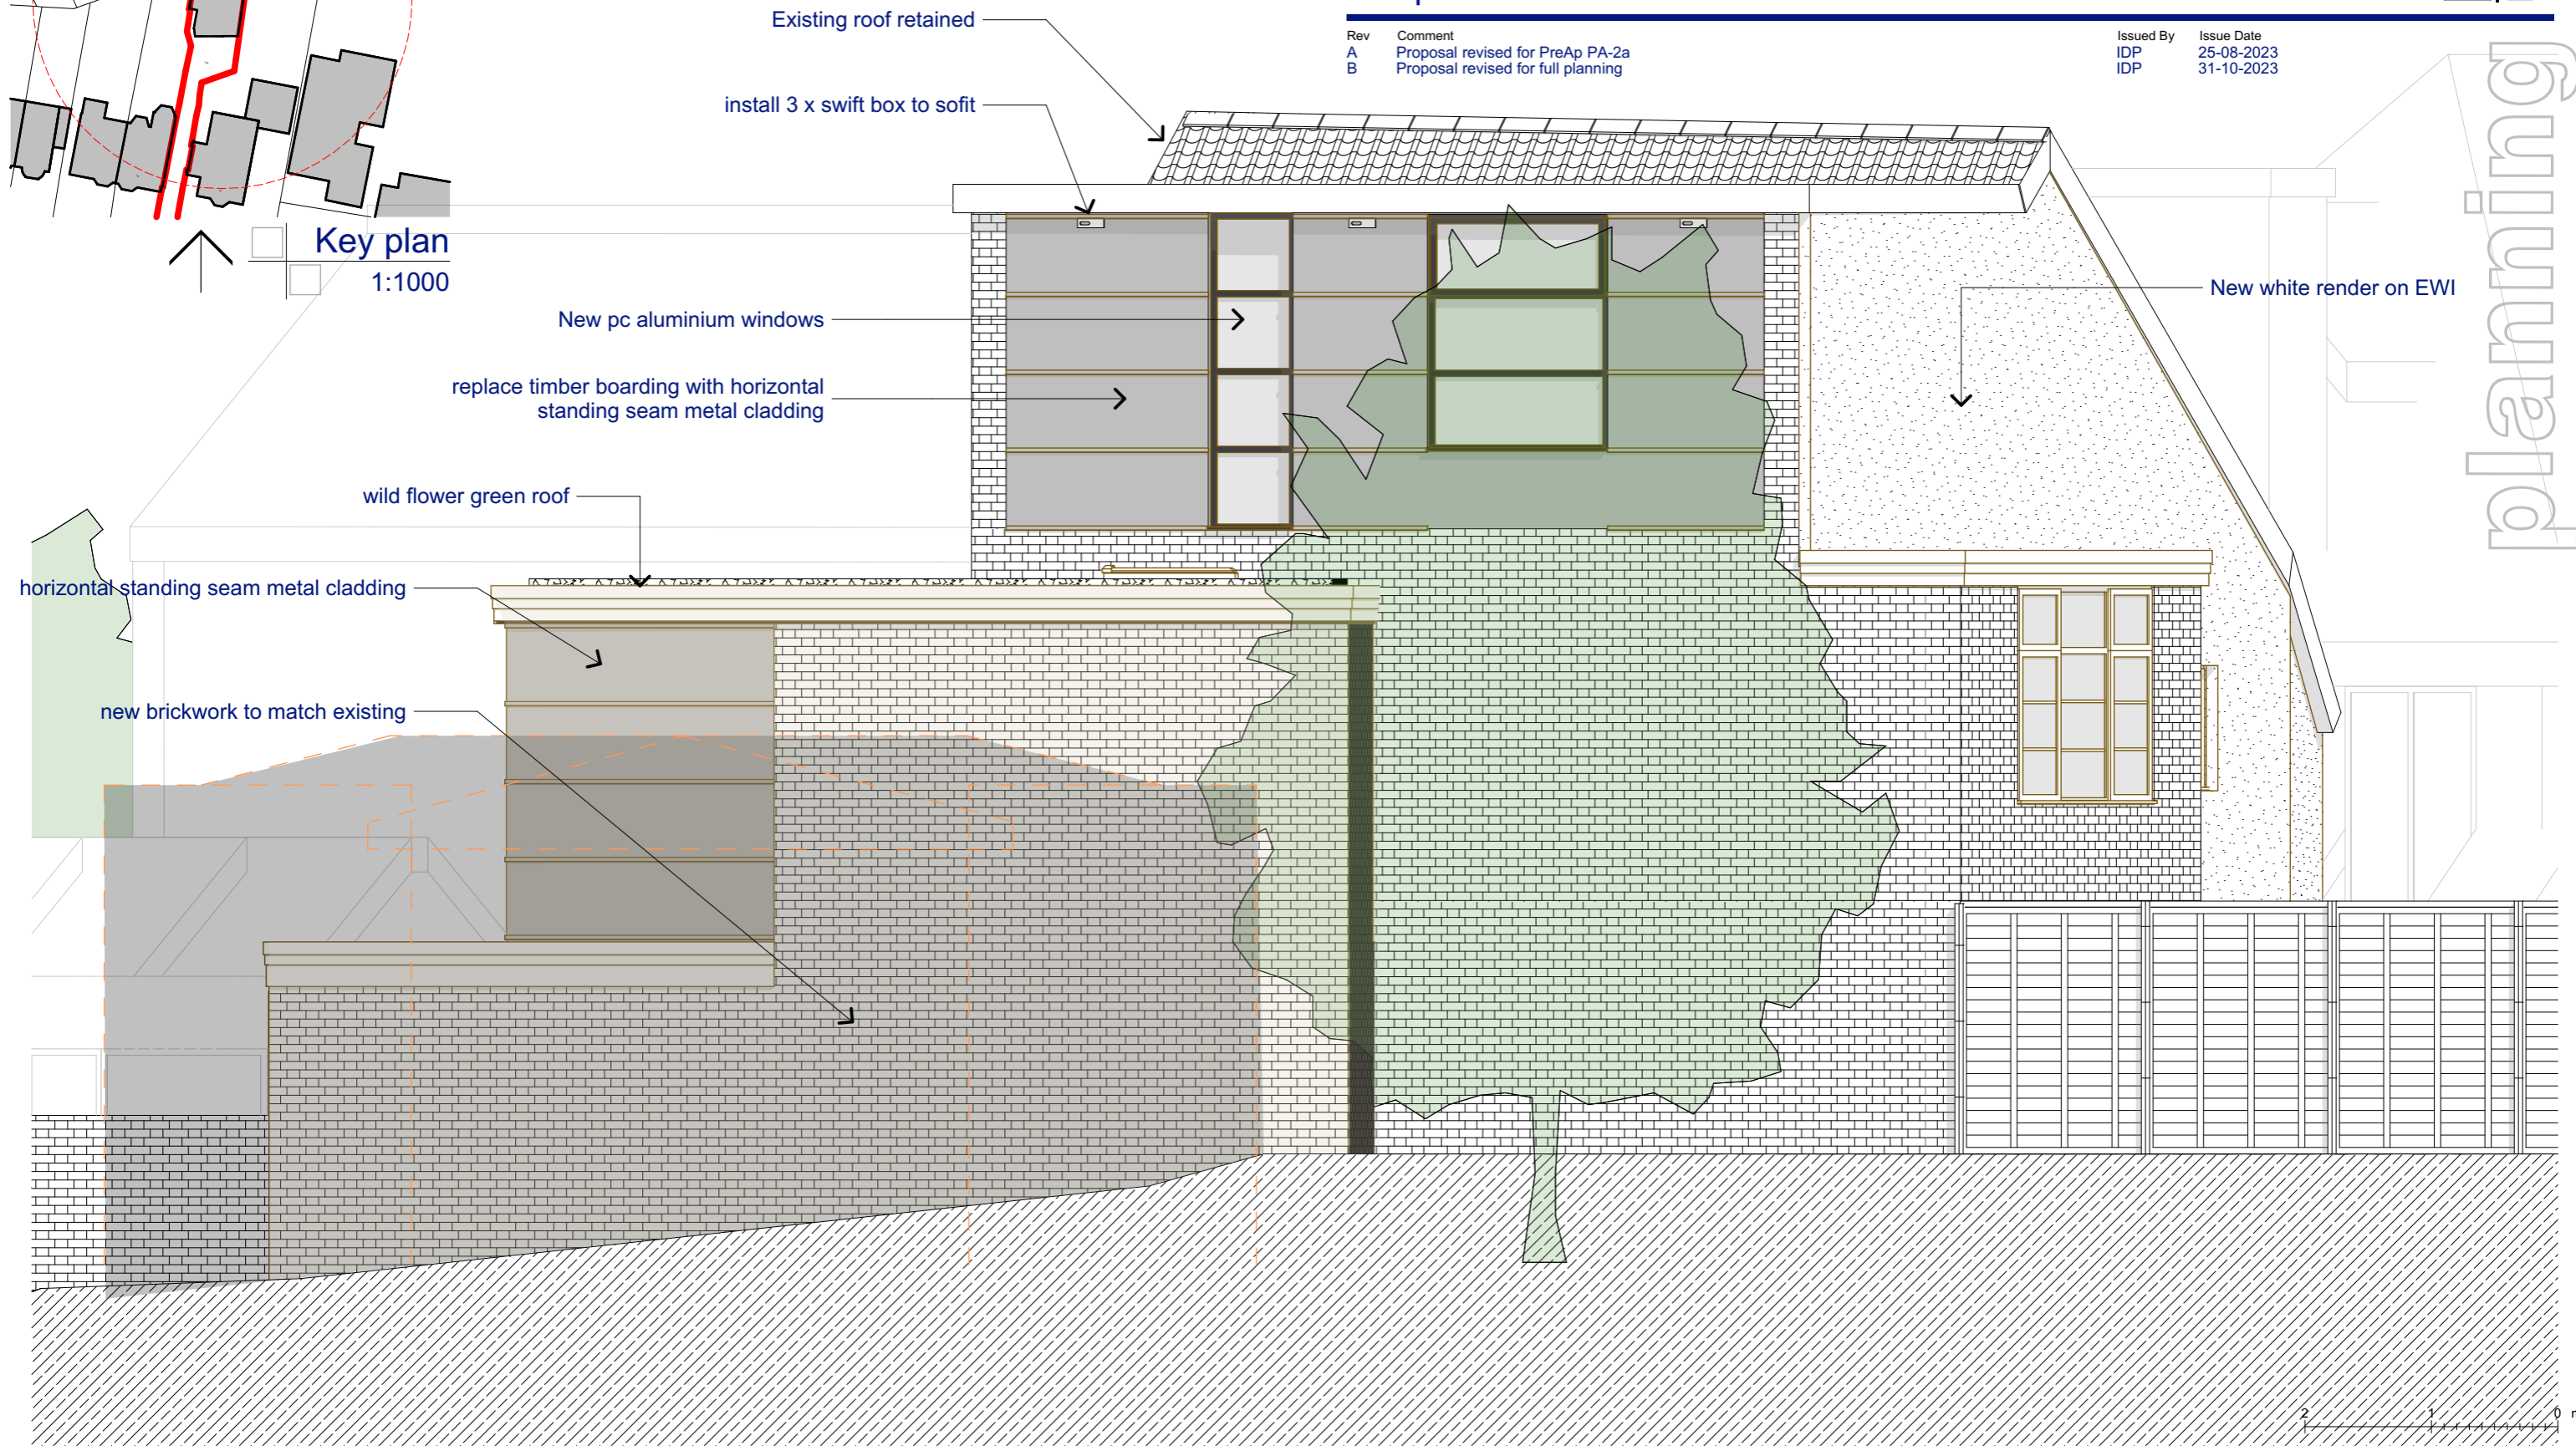 Existing roof retained
Rev Comment Issued By Issue Date
A Proposal revised for PreAp PA-2a IDP 25-08-2023
B Proposal revised for full planning IDP 31-10-2023
install 3 x swift box to sofit
Key plan
1:1000
planning
New white render on EWI
New pc aluminium windows
replace timber boarding with horizontal
standing seam metal cladding
wild flower green roof
horizontal standing seam metal cladding
new brickwork to match existing
2 1 0